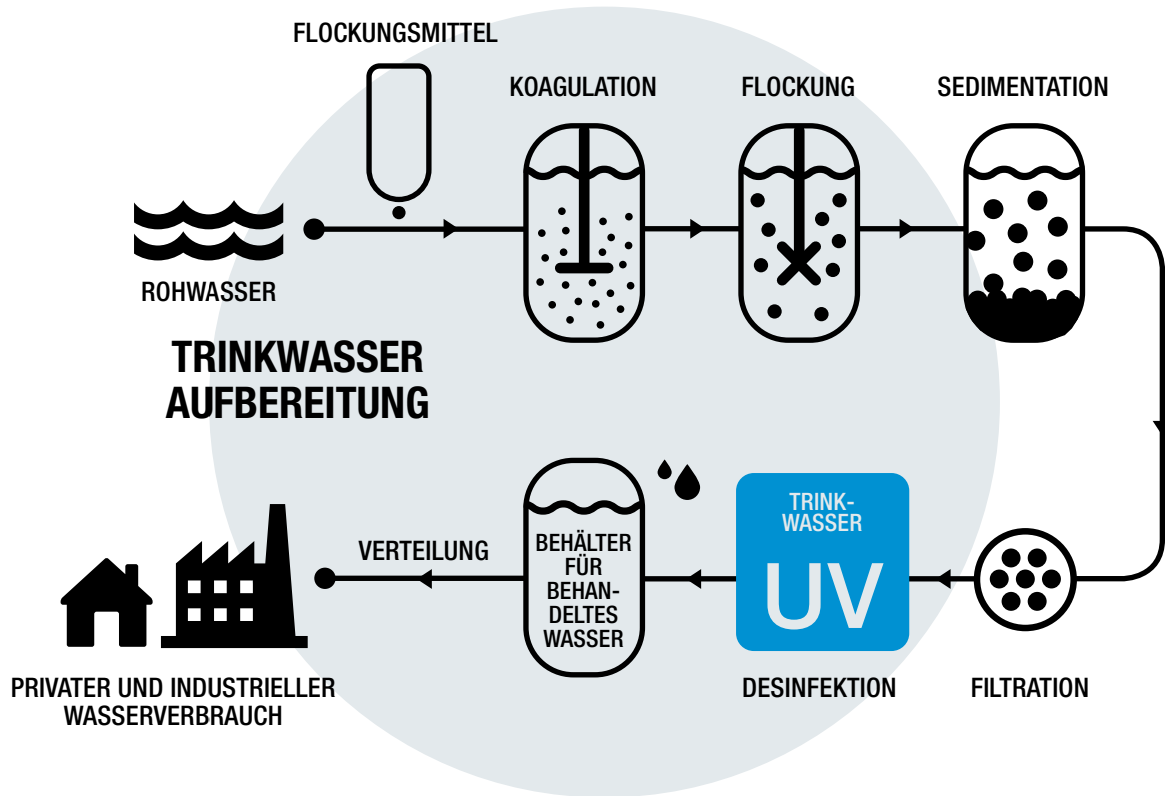 FLOCKUNGSMITTEL
KOAGULATION
FLOCKUNG
SEDIMENTATION
ROHWASSER
TRINKWASSER
AUFBEREITUNG
VERTEILUNG
BEHÄLTER
FÜR
BEHAN-
DELTES
WASSER
TRINK-
WASSER
UV
PRIVATER UND INDUSTRIELLER
WASSERVERBRAUCH
DESINFEKTION
FILTRATION